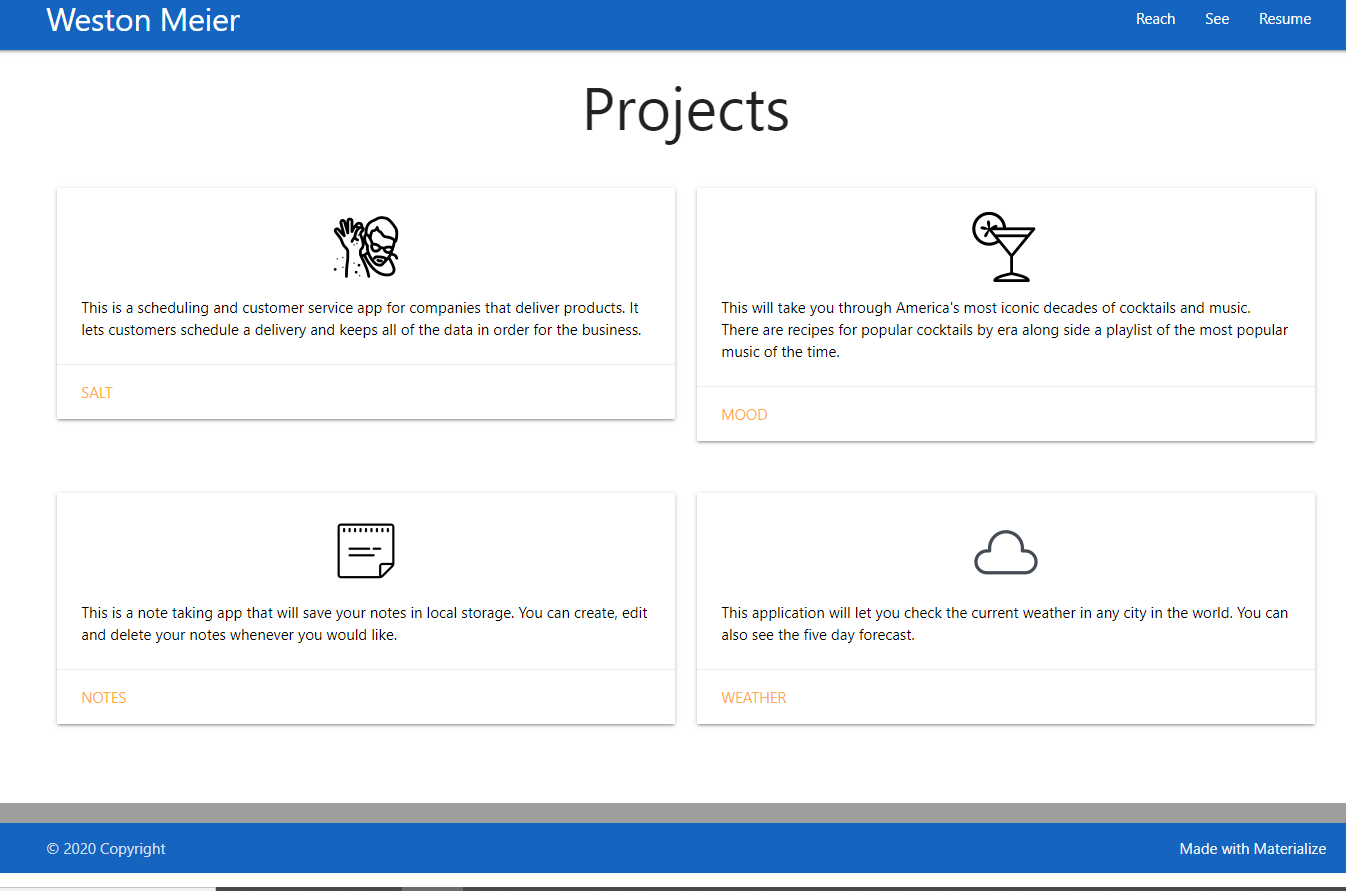 Weston Meier
Reach See Resume
Projects
This is a scheduling and customer service app for companies that deliver products. It
lets customers schedule a delivery and keeps all of the data in order for the business.
SALT
This will take you through America's most iconic decades of cocktails and music.
There are recipes for popular cocktails by era along side a playlist of the most popular
music of the time.
MOOD
This is a note taking app that will save your notes in local storage. You can create, edit
and delete your notes whenever you would like.
NOTES
This application will let you check the current weather in any city in the world. You can
also see the five day forecast.
WEATHER
© 2020 Copyright
Made with Materialize